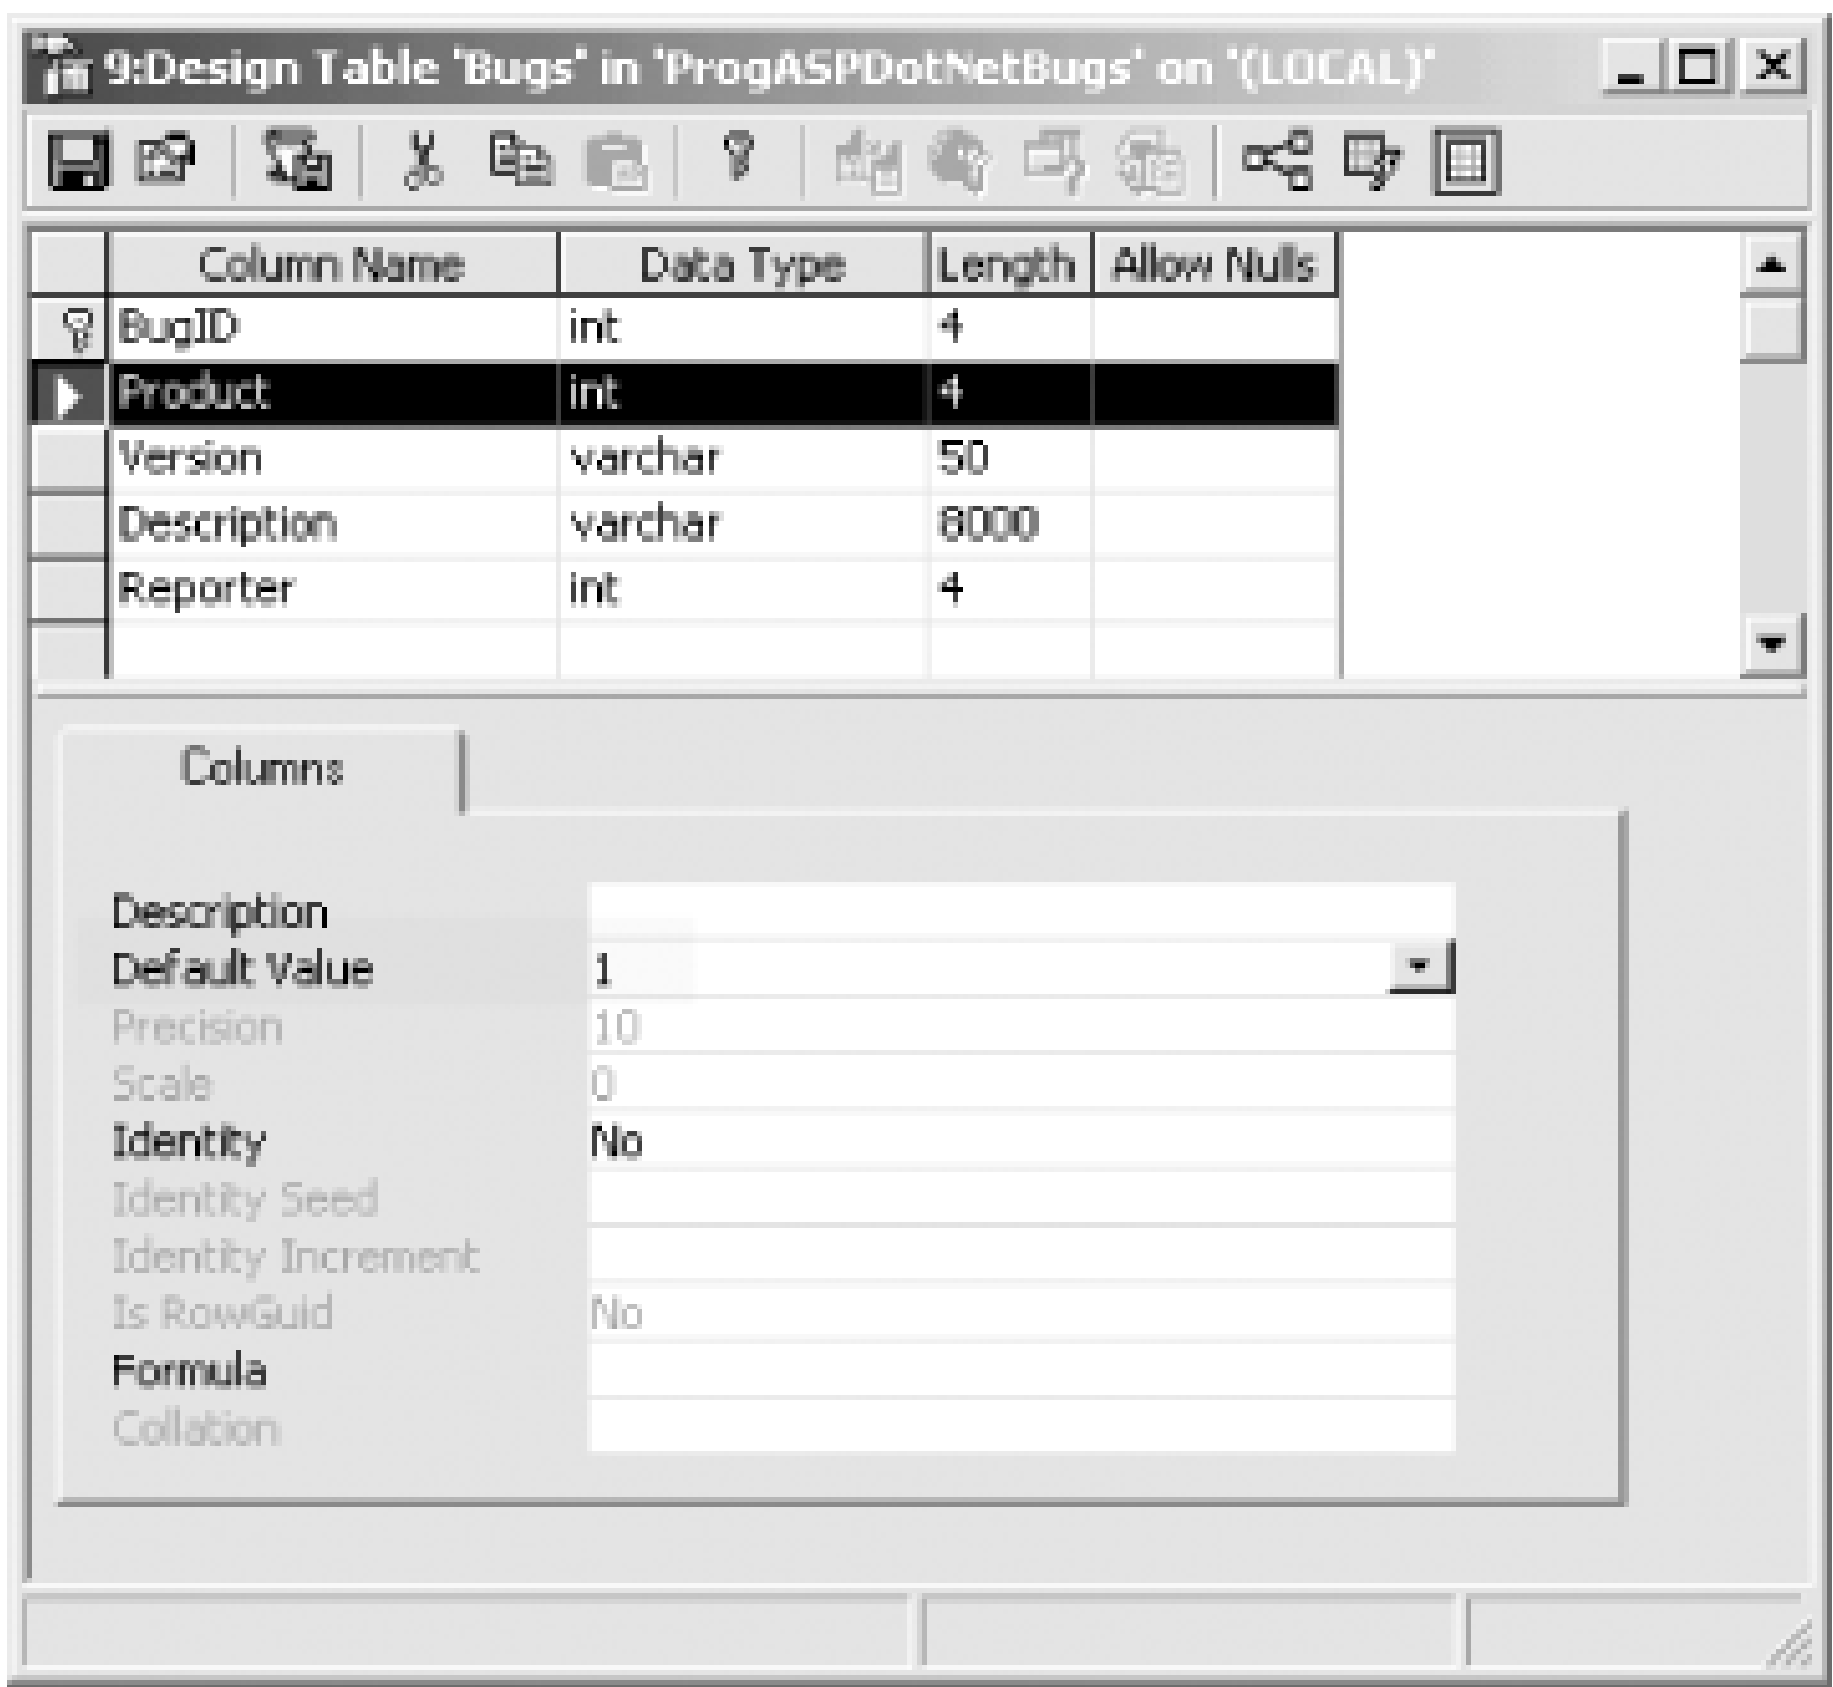 9:Design Table 'Bugs' in 'ProgASPDotNetBugs' on '(LOCAL)'
Column Name Data Type Length Allow Nulls
BugID int 4
Product int 4
Version varchar 50
Description varchar 8000
Reporter int 4
Columns
Description
Default Value 1
Precision 10
Scale 0
Identity No
Identity Seed
Identity Increment
Is RowGuid No
Formula
Collation